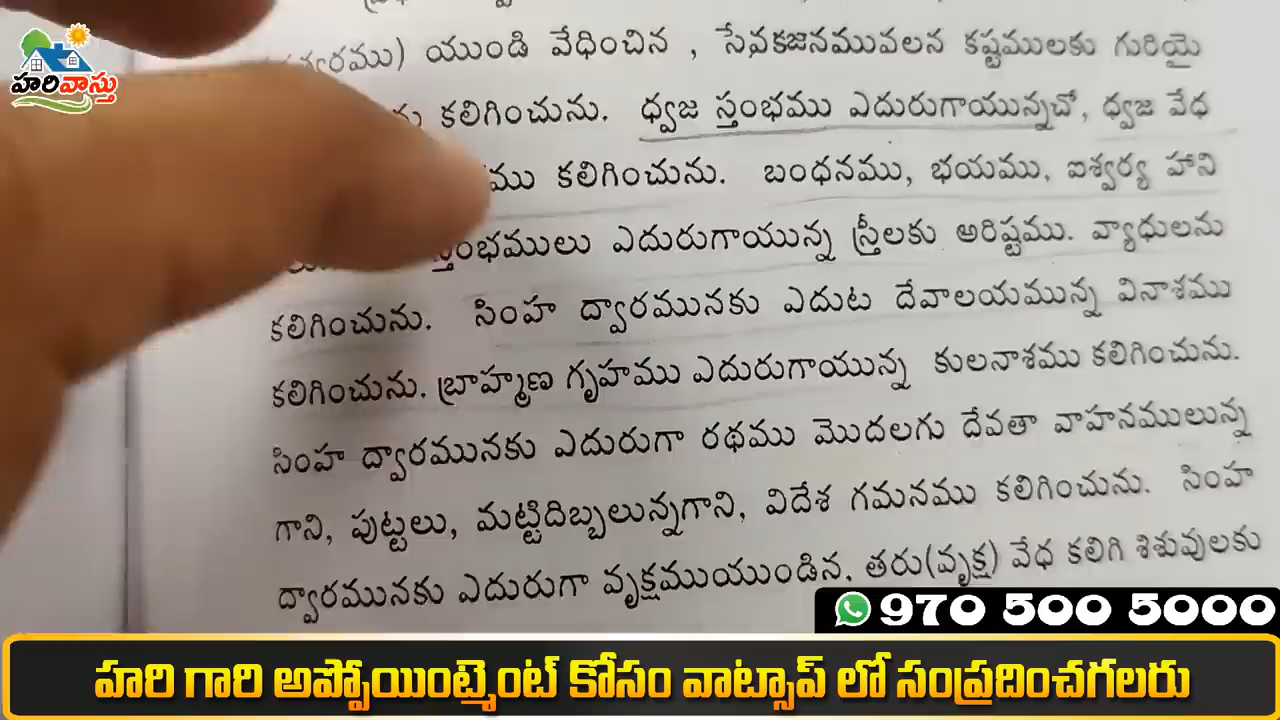 హరివాస్తు
యుండి వేధించిన , సేవకజనమువలన కష్టములకు గురియై
కలిగించును. ధ్వజ స్తంభము ఎదురుగాయున్నచో, ధ్వజ వేధ
కలిగించును. బంధనము, భయము, ఐశ్వర్య హాని
స్తంభములు ఎదురుగాయున్న స్త్రీలకు అరిష్టము. వ్యాధులను
కలిగించును. సింహ ద్వారమునకు ఎదుట దేవాలయమున్న వినాశము
కలిగించును. బ్రాహ్మణ గృహము ఎదురుగాయున్న కులనాశము కలిగించును.
సింహ ద్వారమునకు ఎదురుగా రథము మొదలగు దేవతా వాహనములున్న
గాని, పుట్టలు, మట్టిదిబ్బలున్నగాని, విదేశ గమనము కలిగించును. సింహ
ద్వారమునకు ఎదురుగా వృక్షముయుండిన. తరు(వృక్ష) వేధ కలిగి శిశువులకు
970 500 5000
హరి గారి అప్పోయింట్మెంట్ కోసం వాట్సాప్ లో సంప్రదించగలరు